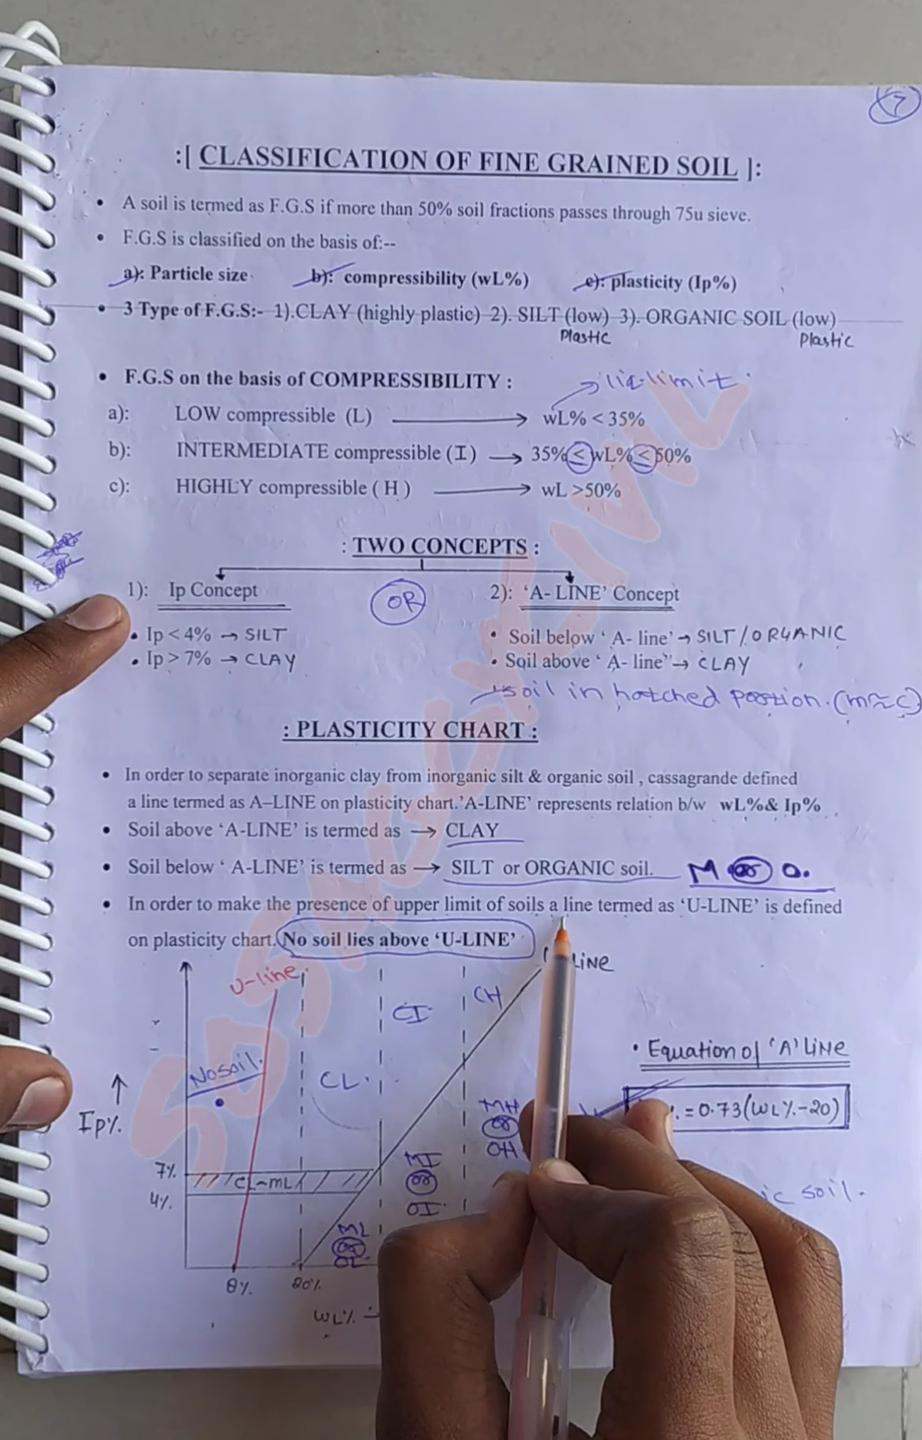 7
:[ CLASSIFICATION OF FINE GRAINED SOIL ]:
• A soil is termed as F.G.S if more than 50% soil fractions passes through 75u sieve.
• F.G.S is classified on the basis of:--
a): Particle size b): compressibility (wL%) c): plasticity (Ip%)
• 3 Type of F.G.S:- 1).CLAY (highly plastic) 2). SILT (low) 3). ORGANIC SOIL (low)
Plastic Plastic
• F.G.S on the basis of COMPRESSIBILITY : liq.limit.
a): LOW compressible (L) → wL% < 35%
b): INTERMEDIATE compressible (I) → 35% ≤ wL% ≤ 50%
c): HIGHLY compressible ( H ) → wL >50%
: TWO CONCEPTS :
1): Ip Concept OR 2): ‘A- LINE’ Concept
• Ip < 4% → SILT • Soil below ‘ A- line’ → SILT/ORGANIC
• Ip > 7% → CLAY • Soil above ‘ A- line’ → CLAY
→ soil in hatched portion. (m≈c)
: PLASTICITY CHART :
• In order to separate inorganic clay from inorganic silt & organic soil , cassagrande defined
a line termed as A–LINE on plasticity chart.’A-LINE’ represents relation b/w wL%& Ip%
• Soil above ‘A-LINE’ is termed as → CLAY
• Soil below ‘ A-LINE’ is termed as → SILT or ORGANIC soil. M or O.
• In order to make the presence of upper limit of soils a line termed as ‘U-LINE’ is defined
on plasticity chart. No soil lies above ‘U-LINE’
LINE
U-line
CH
CI
No soil.
CL
• Equation of ‘A’ LINE
= 0.73(WL%-20)
Ip%
MH
or
OH
7%
CL-ML
4%
ic soil.
8% 20%
WL%
SSAGGY CIVIL